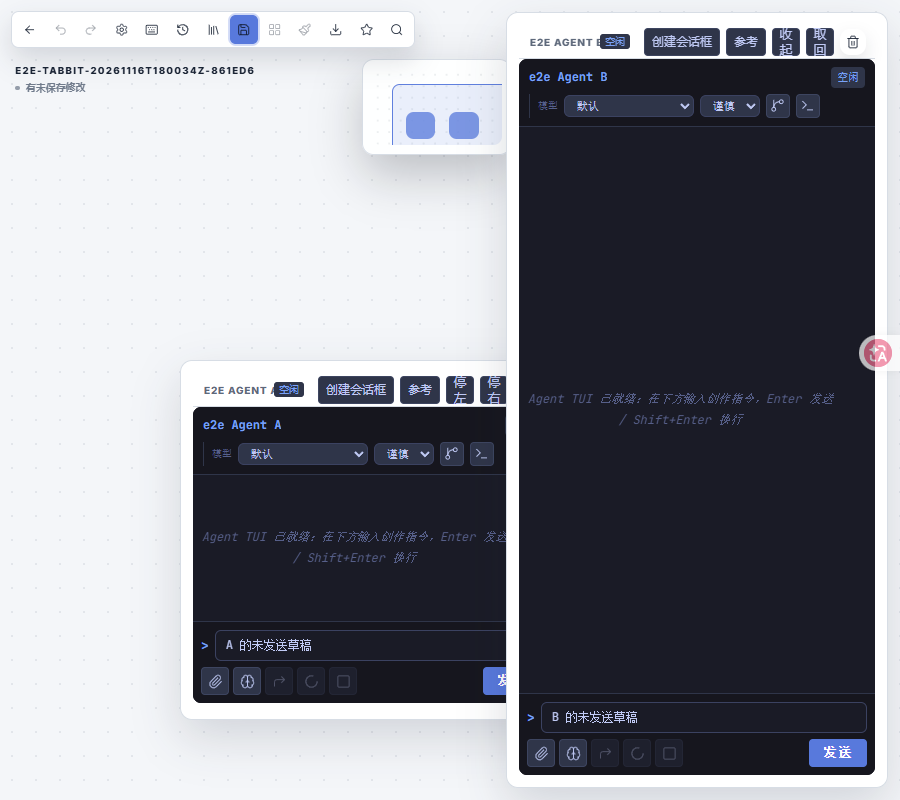 E2E-TABBIT-20261116T180034Z-861ED6
有未保存修改
E2E AGENT A
空闲
创建会话框
参考
停左
停右
e2e Agent A
模型
默认
谨慎
Agent TUI 已就绪；在下方输入创作指令，Enter 发送
/ Shift+Enter 换行
> A 的未发送草稿
发
E2E AGENT B
空闲
创建会话框
参考
收起
取回
e2e Agent B
空闲
模型
默认
谨慎
Agent TUI 已就绪；在下方输入创作指令，Enter 发送
/ Shift+Enter 换行
> B 的未发送草稿
发送